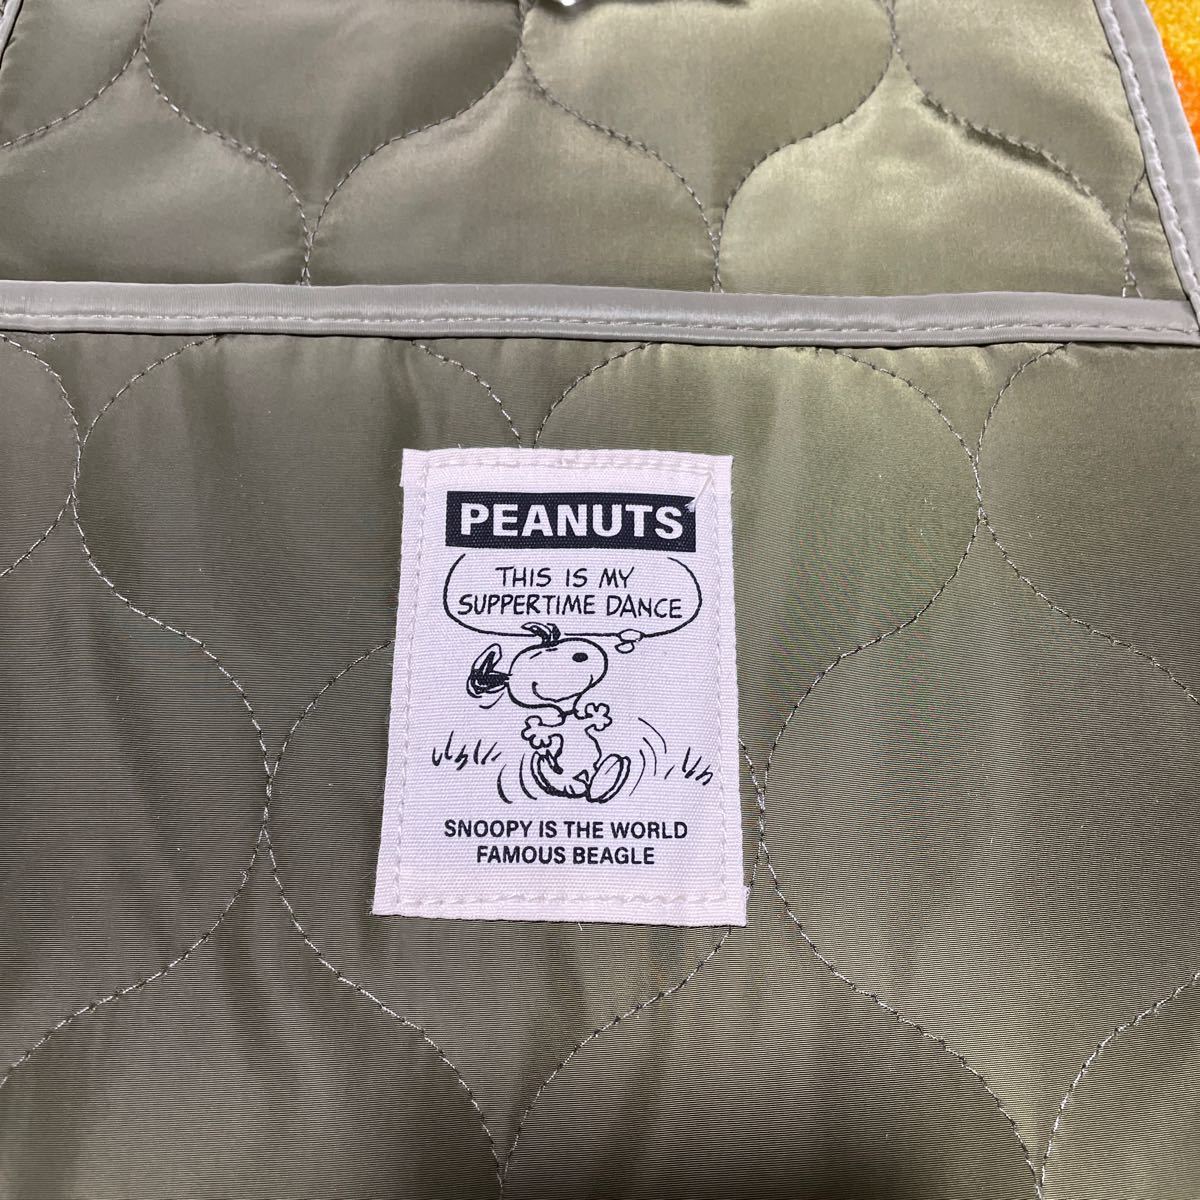 PEANUTS
THIS IS MY
SUPPERTIME DANCE
SNOOPY IS THE WORLD
FAMOUS BEAGLE